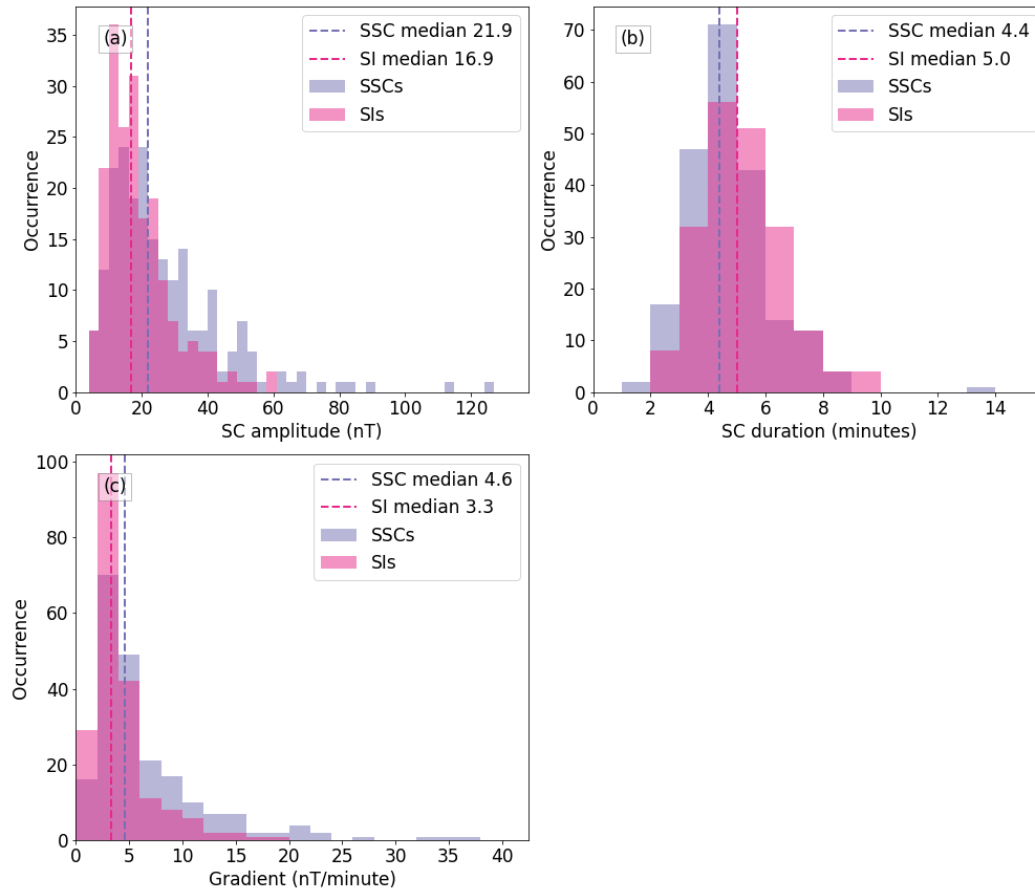 (a)
SSC median 21.9
SI median 16.9
SSCs
SIs
35
30
25
20
15
10
5
0
Occurrence
0 20 40 60 80 100 120
SC amplitude (nT)
(b)
SSC median 4.4
SI median 5.0
SSCs
SIs
70
60
50
40
30
20
10
0
Occurrence
0 2 4 6 8 10 12 14
SC duration (minutes)
(c)
SSC median 4.6
SI median 3.3
SSCs
SIs
100
80
60
40
20
0
Occurrence
0 5 10 15 20 25 30 35 40
Gradient (nT/minute)